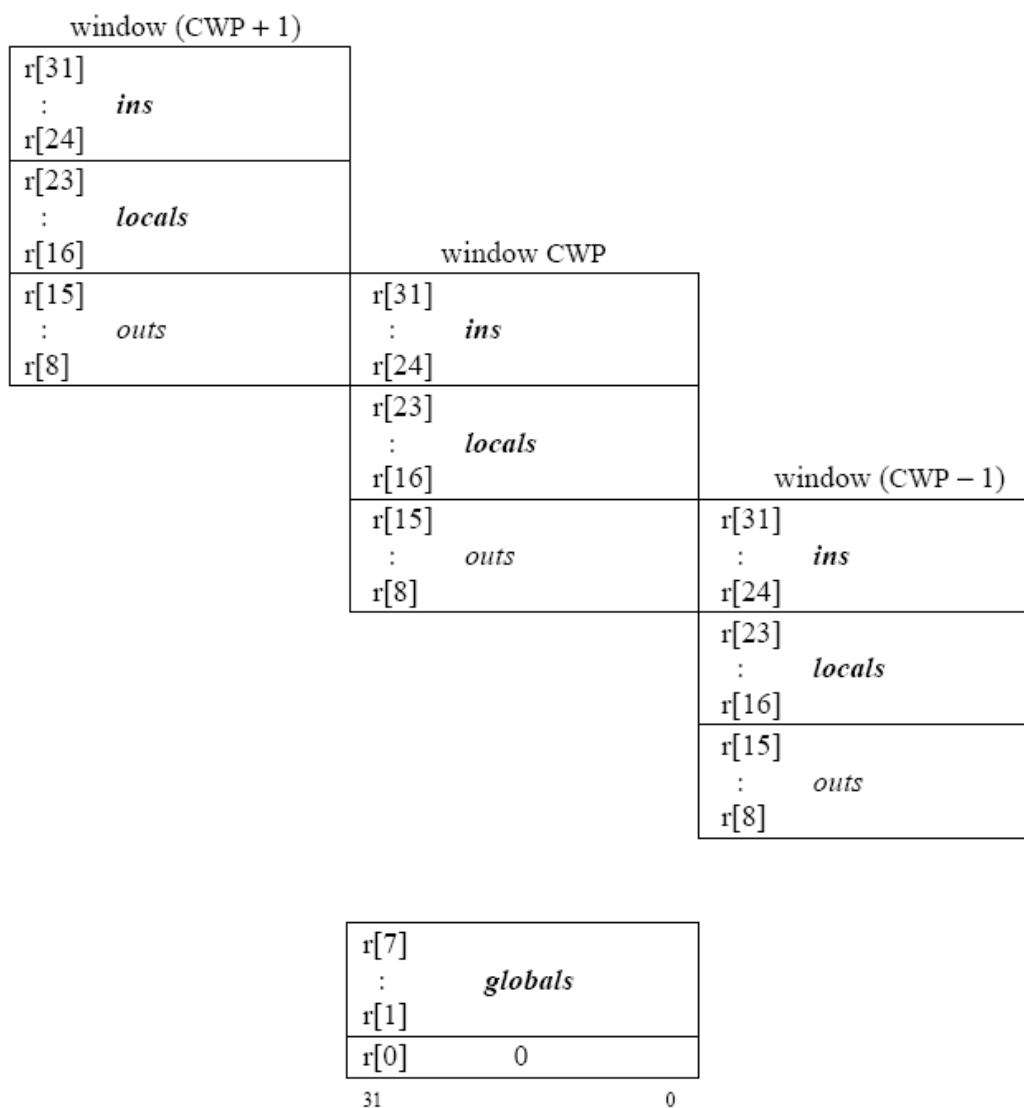 window (CWP + 1)
r[31]
: ins
r[24]
r[23]
: locals
r[16]
window CWP
r[15]
: outs
r[8]
r[31]
: ins
r[24]
r[23]
: locals
r[16]
window (CWP – 1)
r[15]
: outs
r[8]
r[31]
: ins
r[24]
r[23]
: locals
r[16]
r[15]
: outs
r[8]
r[7]
: globals
r[1]
r[0] 0
31 0